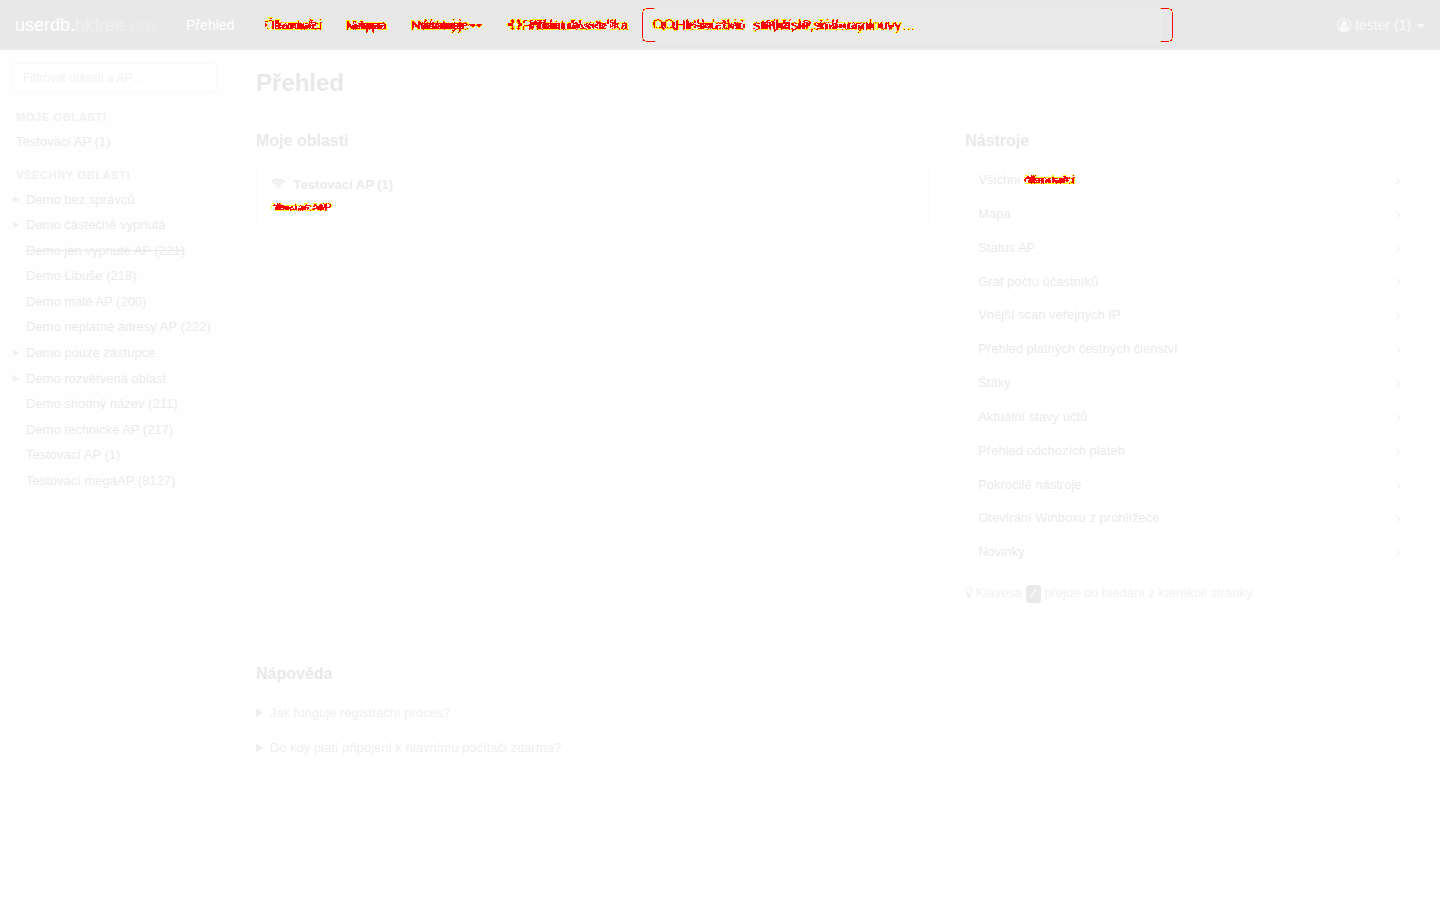 userdb.hktree.org Přehled tester (1)
Filtrovat oblasti a AP...
Přehled
MOJE OBLASTI
Testovací AP (1)
Moje oblasti
Testovací AP (1)
Nástroje
Všichni
Mapa
Status AP
Graf počtu účastníků
Vnější scan veřejných IP
Přehled platných čestných členství
Štítky
Aktuální stavy účtů
Přehled odchozích plateb
Pokročilé nástroje
Otevírání Winboxu z prohlížeče
Novinky
Klávesa / přejde do hledání z kterékoli stránky.
VŠECHNY OBLASTI
Demo bez správců
Demo částečně vypnutá
Demo jen vypnuté AP (221)
Demo Libuše (218)
Demo malé AP (200)
Demo neplatné adresy AP (222)
Demo pouze zástupce
Demo rozvětvená oblast
Demo shodný název (211)
Demo technické AP (217)
Testovací AP (1)
Testovací megaAP (8127)
Nápověda
Jak funguje registrační proces?
Do kdy platí připojení k hlavnímu počítači zdarma?